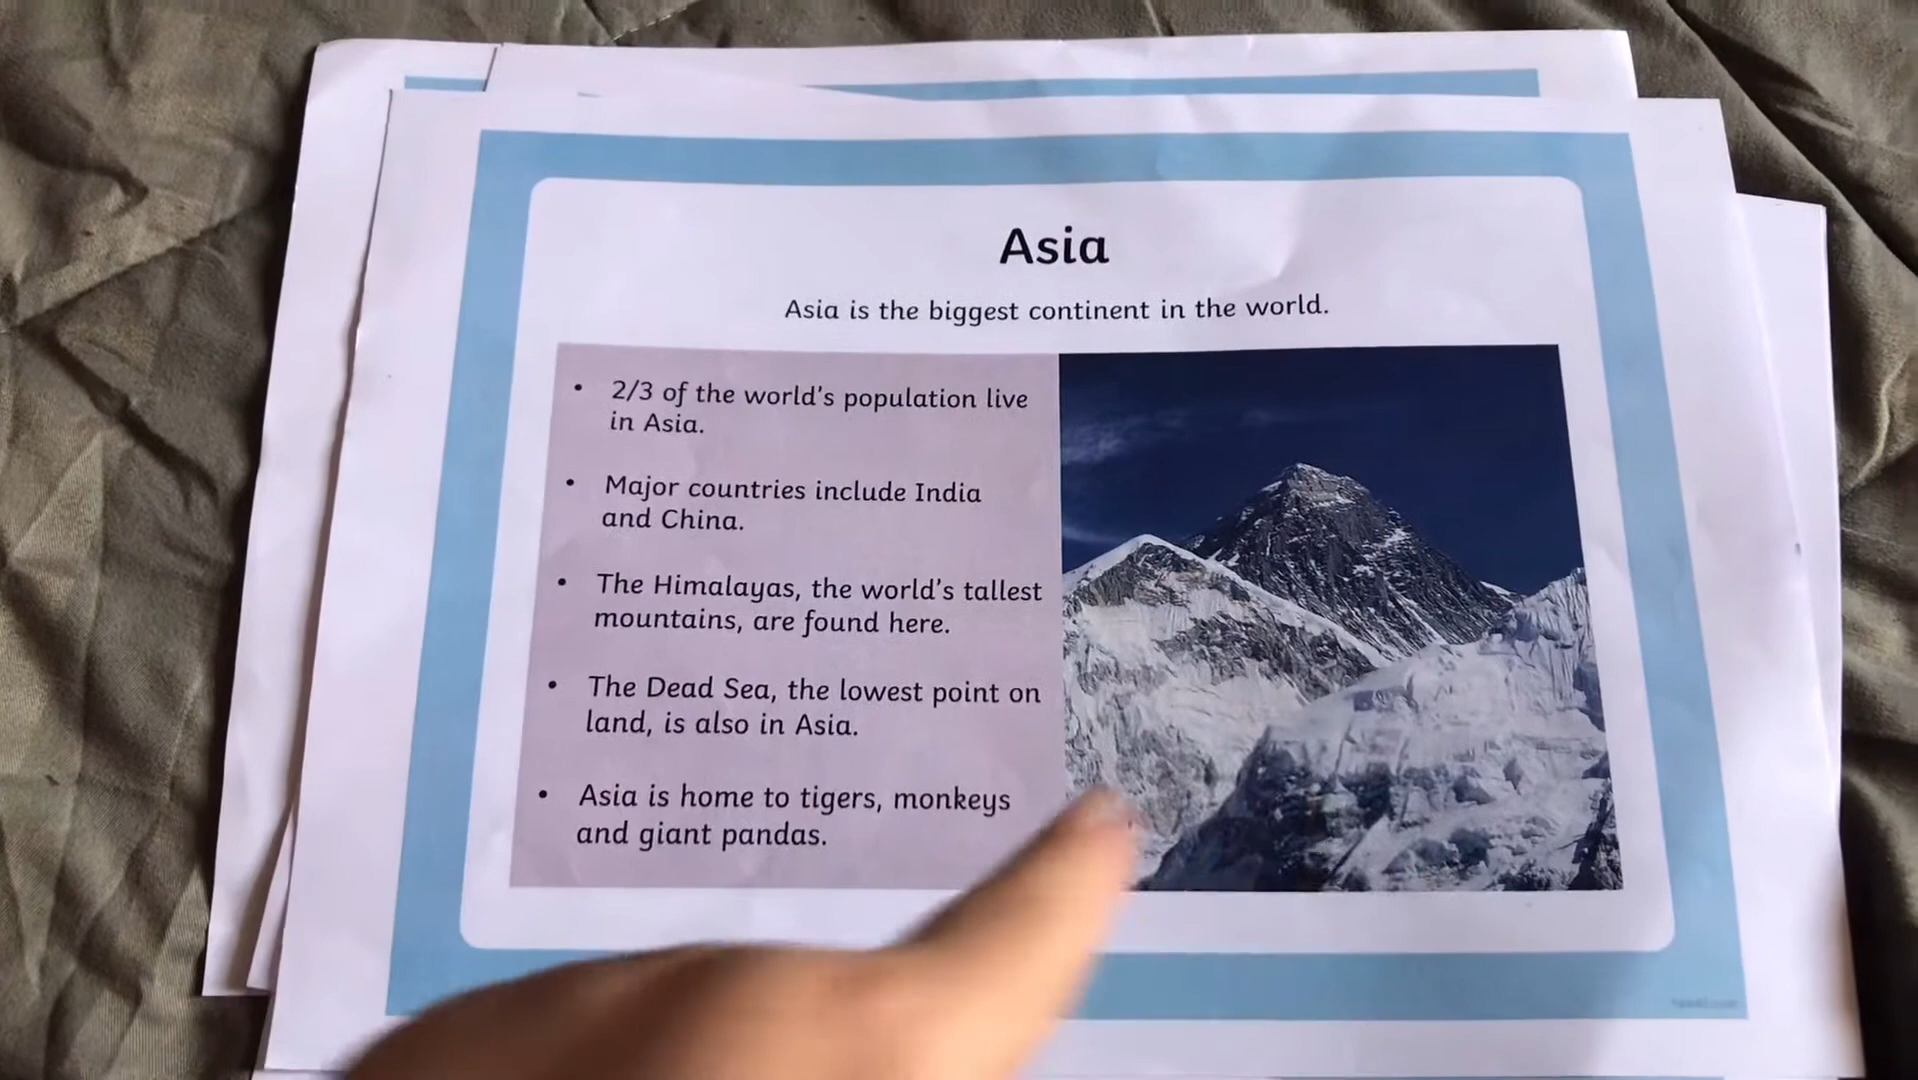 Asia
Asia is the biggest continent in the world.
• 2/3 of the world's population live
in Asia.
• Major countries include India
and China.
• The Himalayas, the world's tallest
mountains, are found here.
• The Dead Sea, the lowest point on
land, is also in Asia.
• Asia is home to tigers, monkeys
and giant pandas.